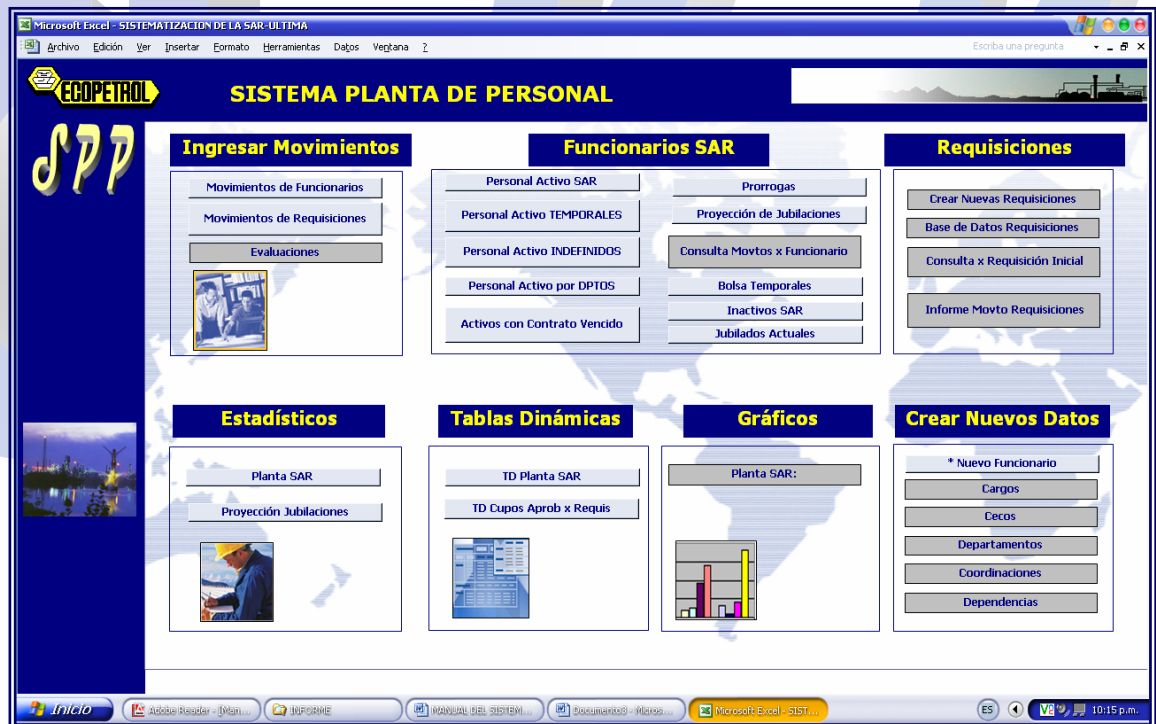 Microsoft Excel - SISTEMATIZACION DE LA SAR-ULTIMA
Archivo Edición Ver Insertar Formato Herramientas Datos Ventana ?
Escriba una pregunta
ECOPETROL
SISTEMA PLANTA DE PERSONAL
SPP
Ingresar Movimientos
Movimientos de Funcionarios
Movimientos de Requisiciones
Evaluaciones
Funcionarios SAR
Personal Activo SAR
Personal Activo TEMPORALES
Personal Activo INDEFINIDOS
Personal Activo por DPTOS
Activos con Contrato Vencido
Prorrogas
Proyección de Jubilaciones
Consulta Movtos x Funcionario
Bolsa Temporales
Inactivos SAR
Jubilados Actuales
Requisiciones
Crear Nuevas Requisiciones
Base de Datos Requisiciones
Consulta x Requisición Inicial
Informe Movto Requisiciones
Estadísticos
Planta SAR
Proyección Jubilaciones
Tablas Dinámicas
TD Planta SAR
TD Cupos Aprob x Requis
Gráficos
Planta SAR:
Crear Nuevos Datos
* Nuevo Funcionario
Cargos
Cecos
Departamentos
Coordinaciones
Dependencias
Inicio
Adobe Reader - [Man...
INFORME
MANUAL DEL SISTEM...
Documento3 - Micros...
Microsoft Excel - SIST...
ES
10:15 p.m.